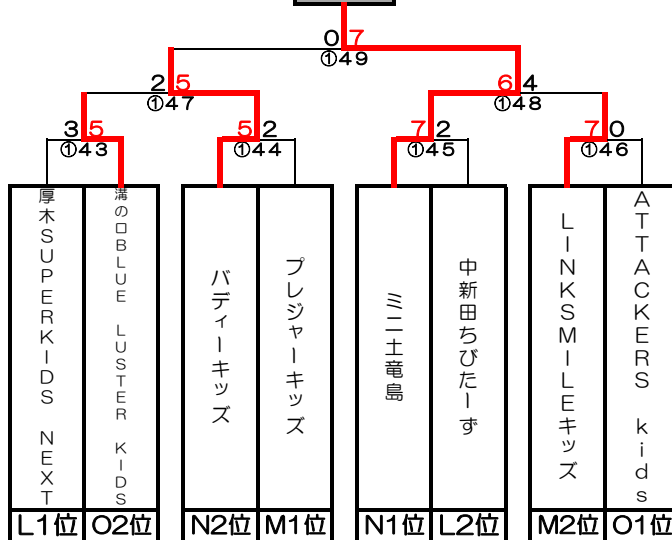 0 7
①49
2 5
6 4
①47
①48
3 5
5 2
7 2
7 0
①43
①44
①45
①46
厚木SUPERKIDS NEXT
溝の口BLUE LUSTER KIDS
バディーキッズ
プレジャーキッズ
ミニ土竜島
中新田ちびたーず
LINKSMILEキッズ
ATTACKERS kids
L1位
O2位
N2位
M1位
N1位
L2位
M2位
O1位